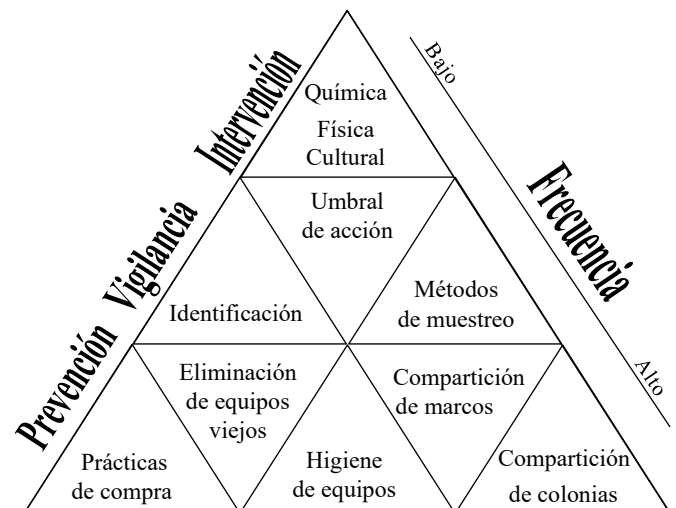 Intervención
Vigilancia
Prevención
Bajo
Frecuencia
Alto
Química
Física
Cultural
Umbral
de acción
Identificación
Métodos
de muestreo
Eliminación
de equipos
viejos
Compartición
de marcos
Prácticas
de compra
Higiene
de equipos
Compartición
de colonias